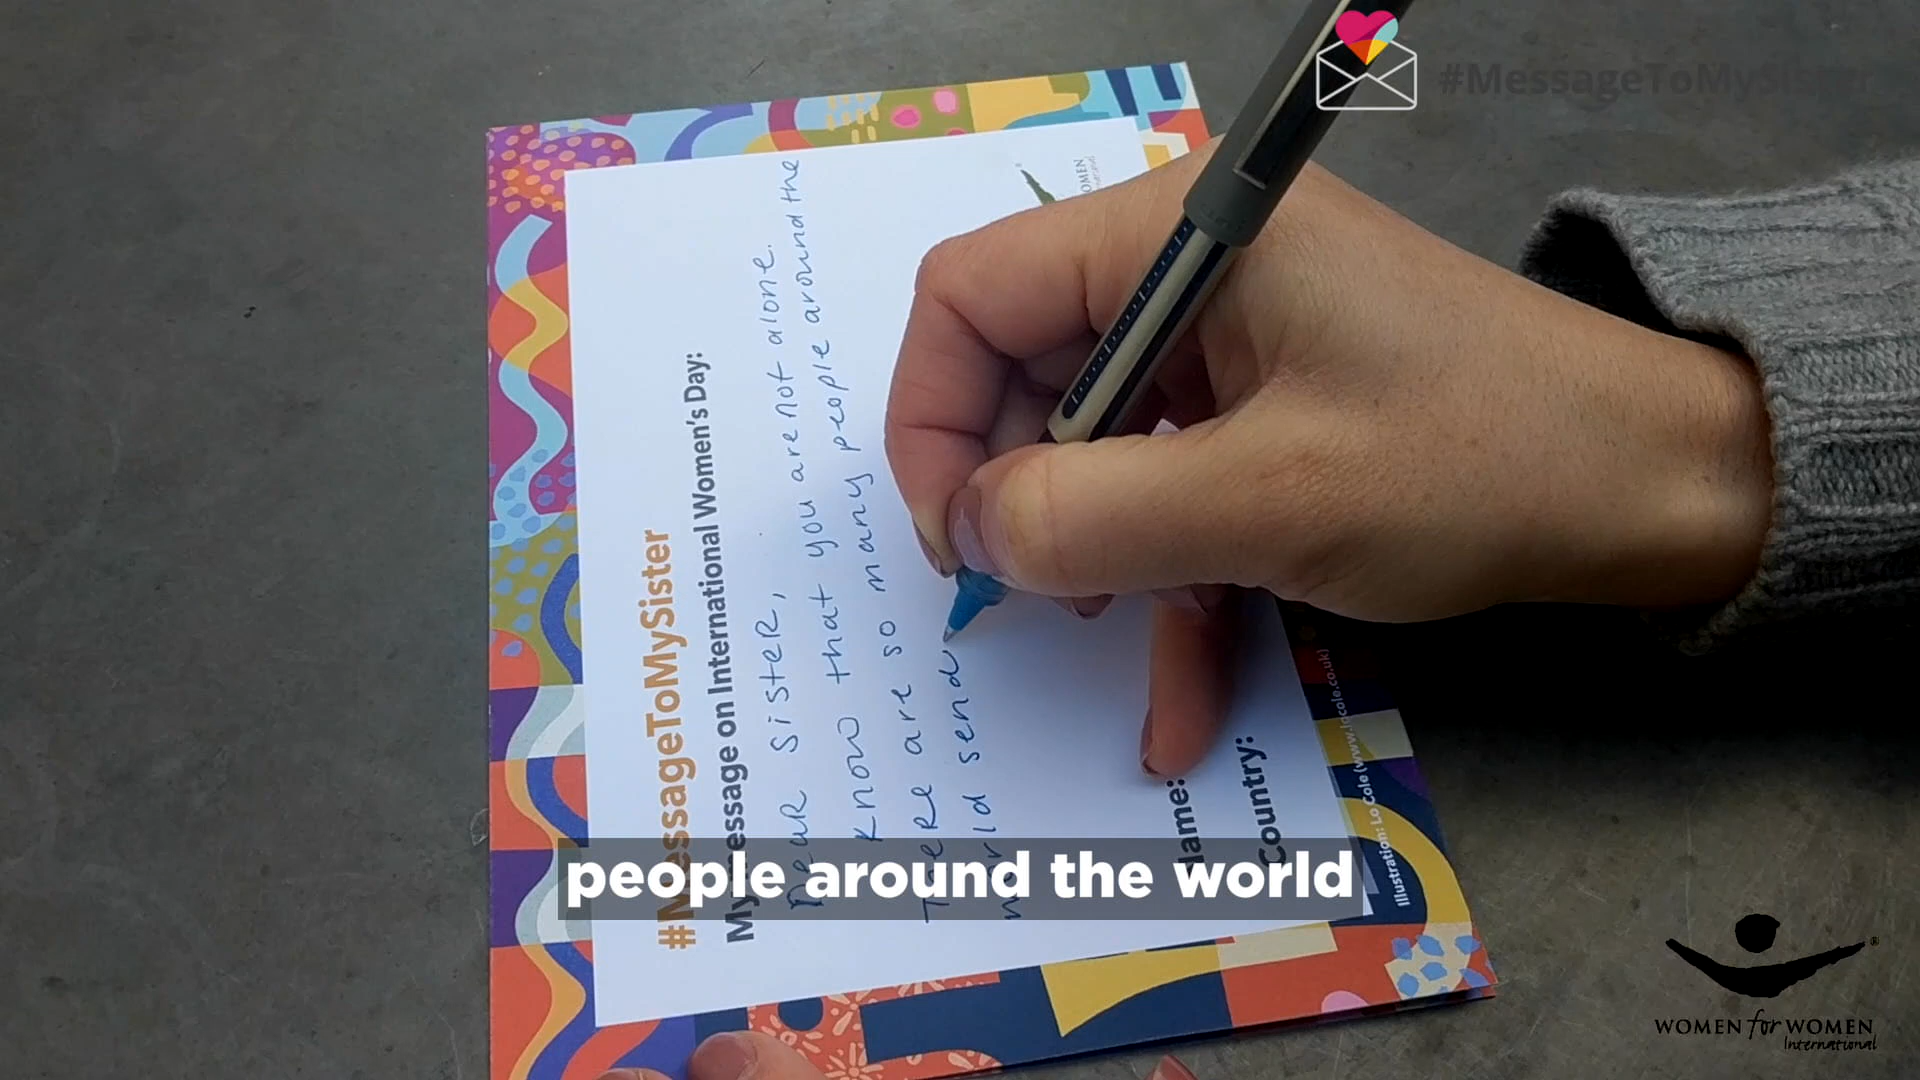 #MessageToMySister
#MessageToMySister
My message on International Women's Day:
Dear Sister,
Know that you are not alone.
There are so many people around the
world send
Name:
Country:
Illustration: Lo Cole (www.locole.co.uk)
WOMEN
people around the world
WOMEN for WOMEN
International